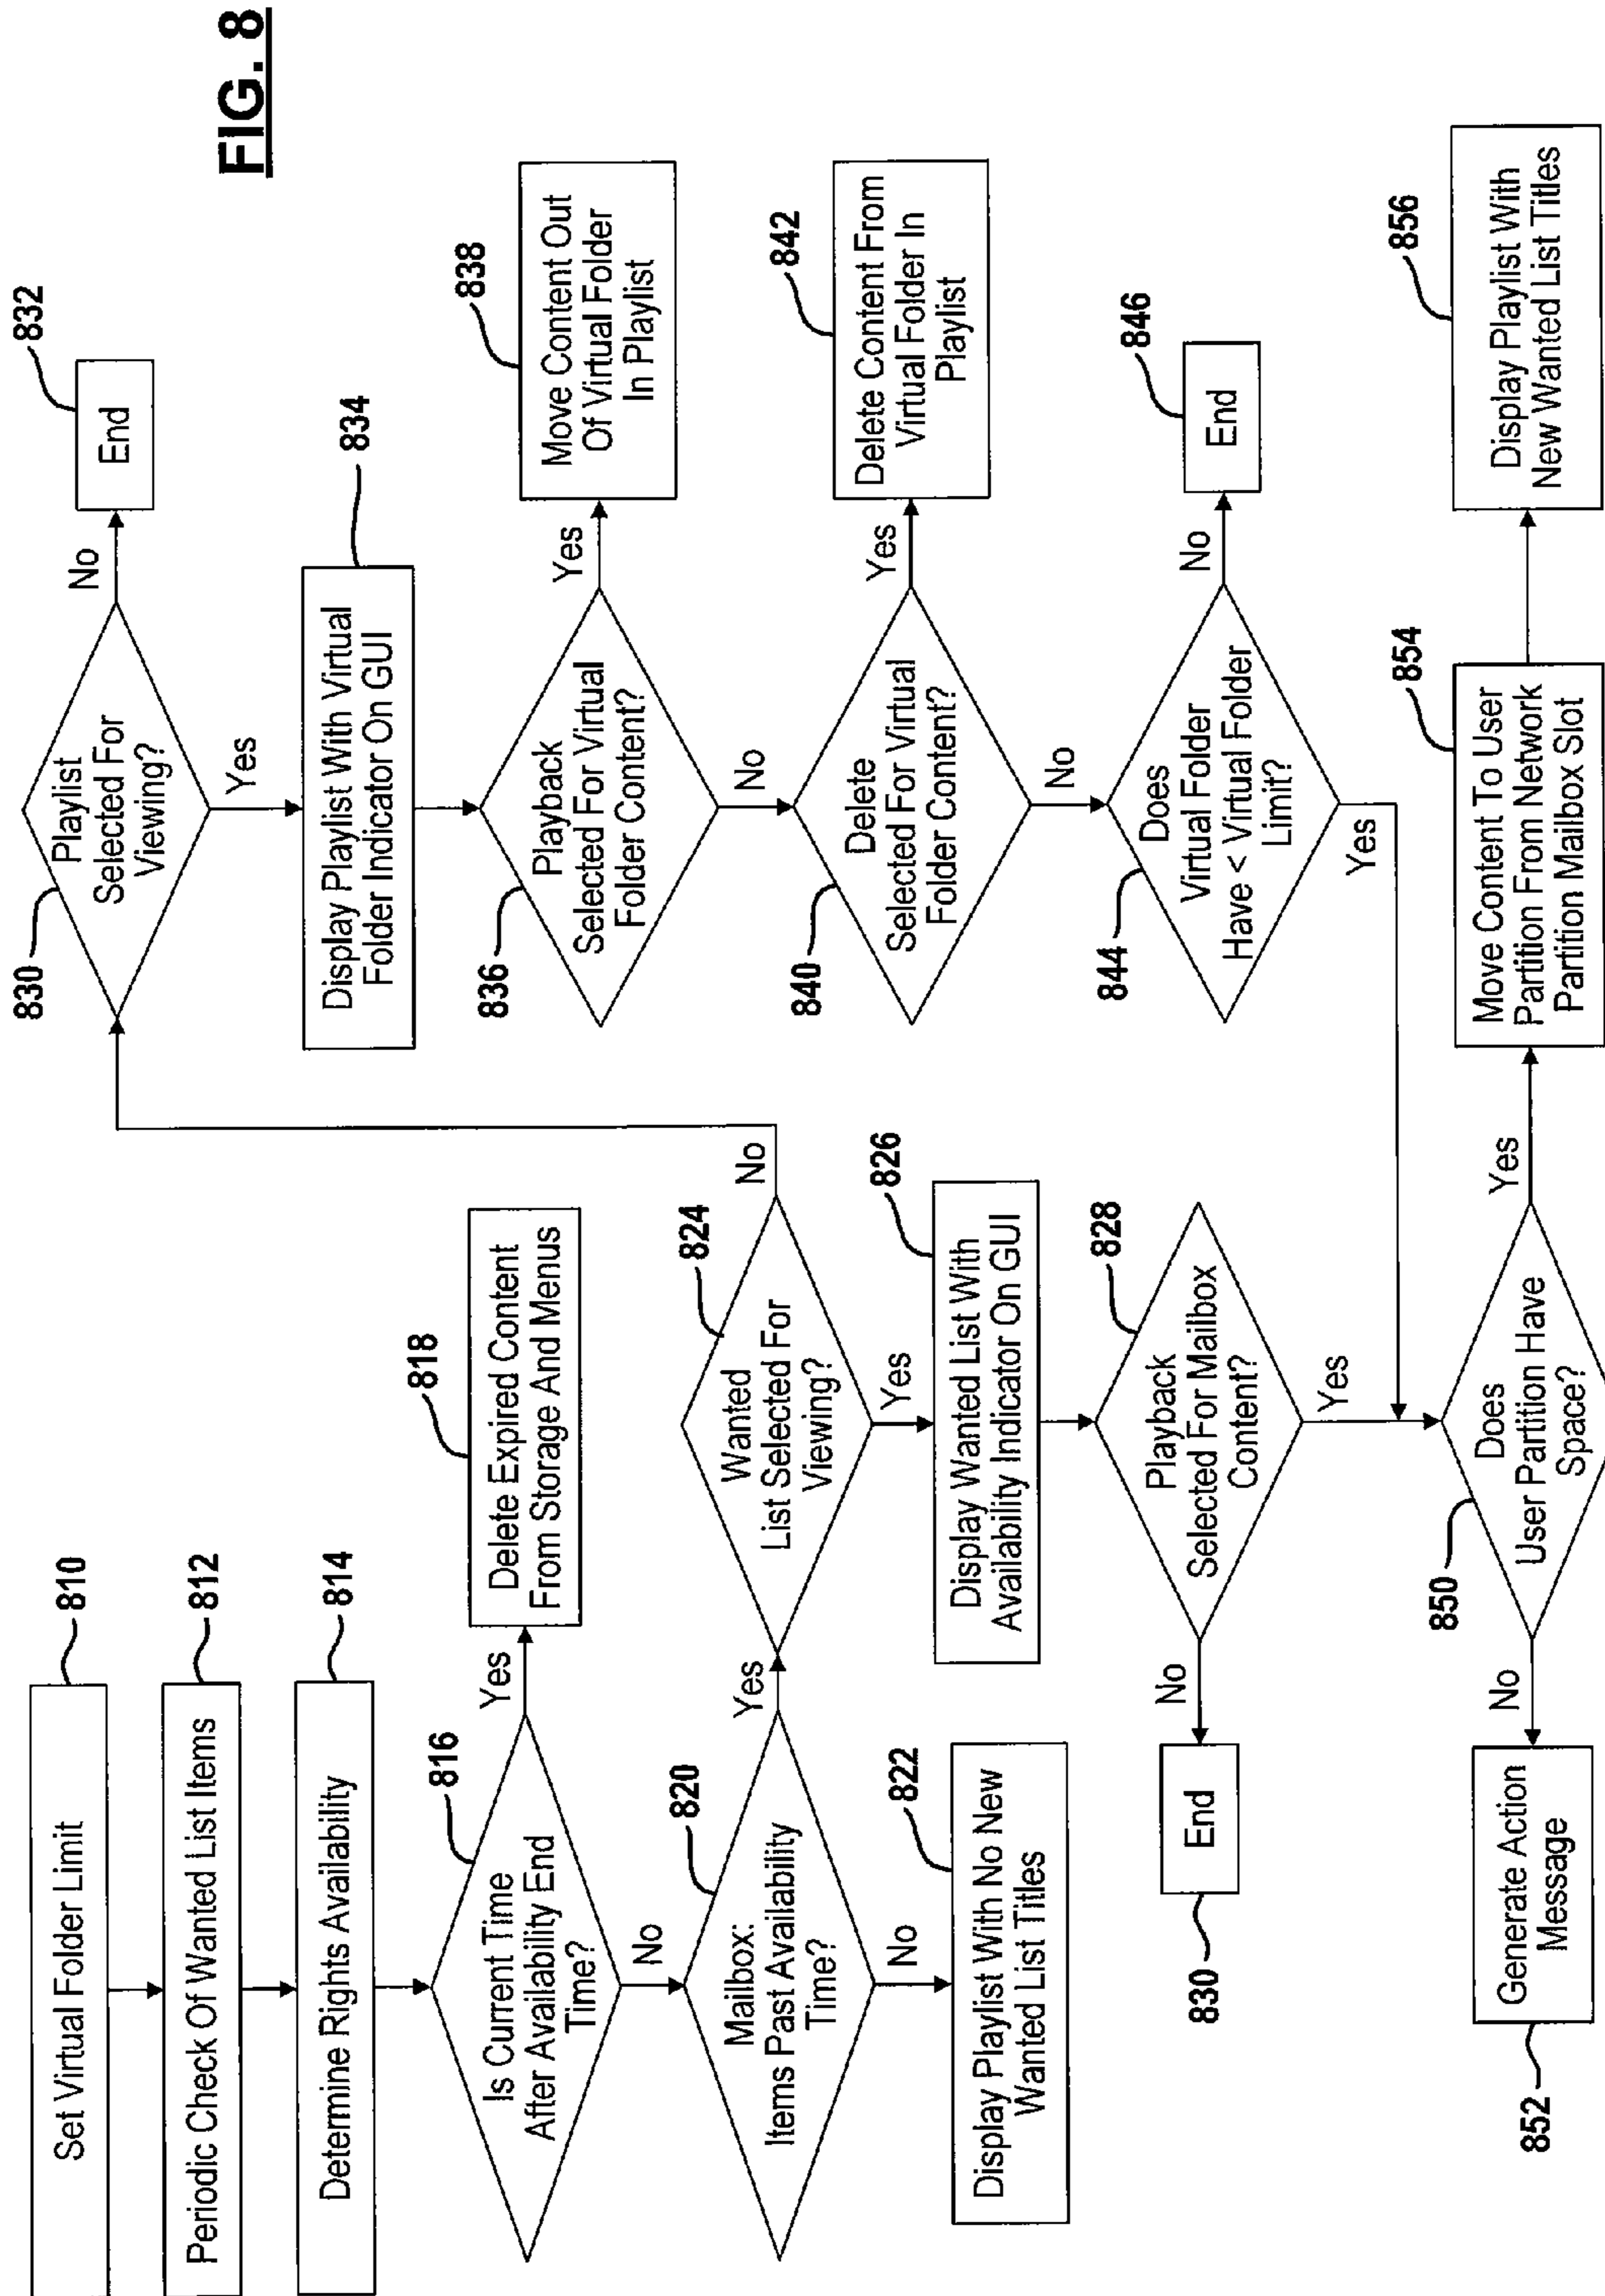 FIG. 8
Set Virtual Folder Limit
810
Periodic Check Of Wanted List Items
812
Determine Rights Availability
814
Is Current Time
After Availability End
Time?
816
Yes
Delete Expired Content
From Storage And Menus
818
No
Mailbox:
Items Past Availability
Time?
820
No
Display Playlist With No New
Wanted List Titles
822
Yes
Wanted
List Selected For
Viewing?
824
No
Yes
Display Wanted List With
Availability Indicator On GUI
826
Playback
Selected For Mailbox
Content?
828
No
End
830
Yes
Playlist
Selected For
Viewing?
830
No
End
832
Yes
Display Playlist With Virtual
Folder Indicator On GUI
834
Playback
Selected For Virtual
Folder Content?
836
Yes
Move Content Out
Of Virtual Folder
In Playlist
838
No
Delete
Selected For Virtual
Folder Content?
840
Yes
Delete Content From
Virtual Folder In
Playlist
842
No
Does
Virtual Folder
Have < Virtual Folder
Limit?
844
No
End
846
Yes
Does
User Partition Have
Space?
850
No
Generate Action
Message
852
Yes
Move Content To User
Partition From Network
Partition Mailbox Slot
854
Display Playlist With
New Wanted List Titles
856